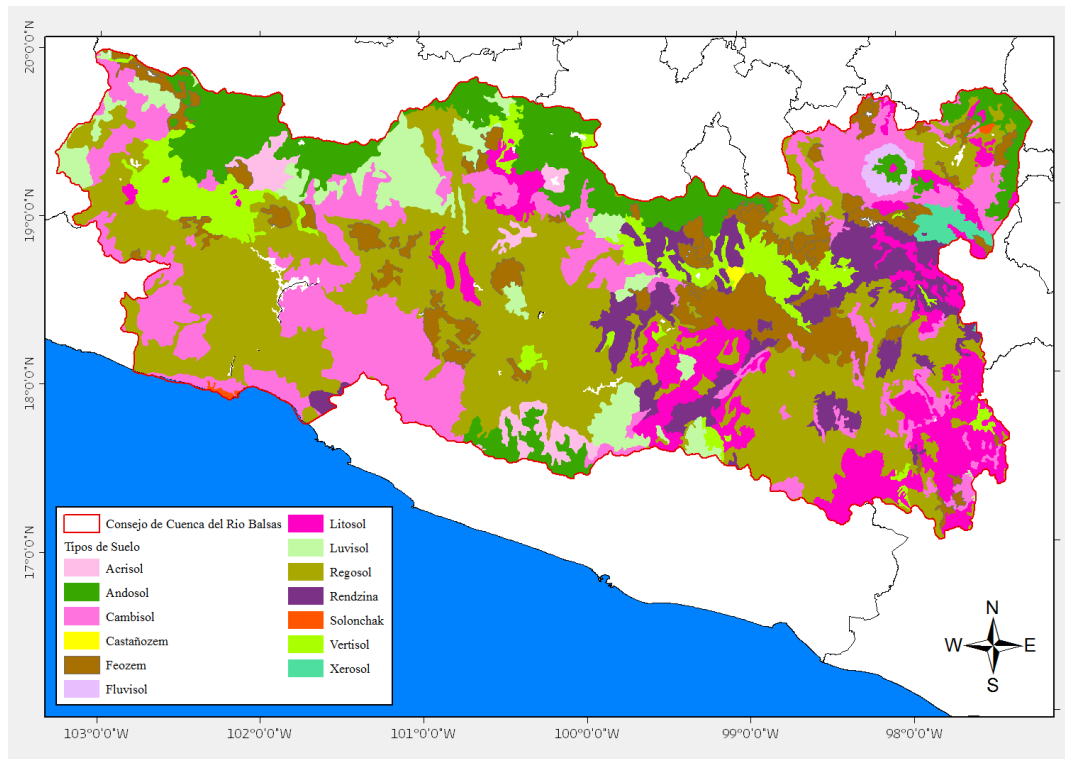 20°0'0"N
19°0'0"N
18°0'0"N
17°0'0"N
Consejo de Cuenca del Rio Balsas
Tipos de Suelo
Acrisol
Andosol
Cambisol
Castañozem
Feozem
Fluvisol
Litosol
Luvisol
Regosol
Rendzina
Solonchak
Vertisol
Xerosol
N
W E
S
103°0'0"W 102°0'0"W 101°0'0"W 100°0'0"W 99°0'0"W 98°0'0"W